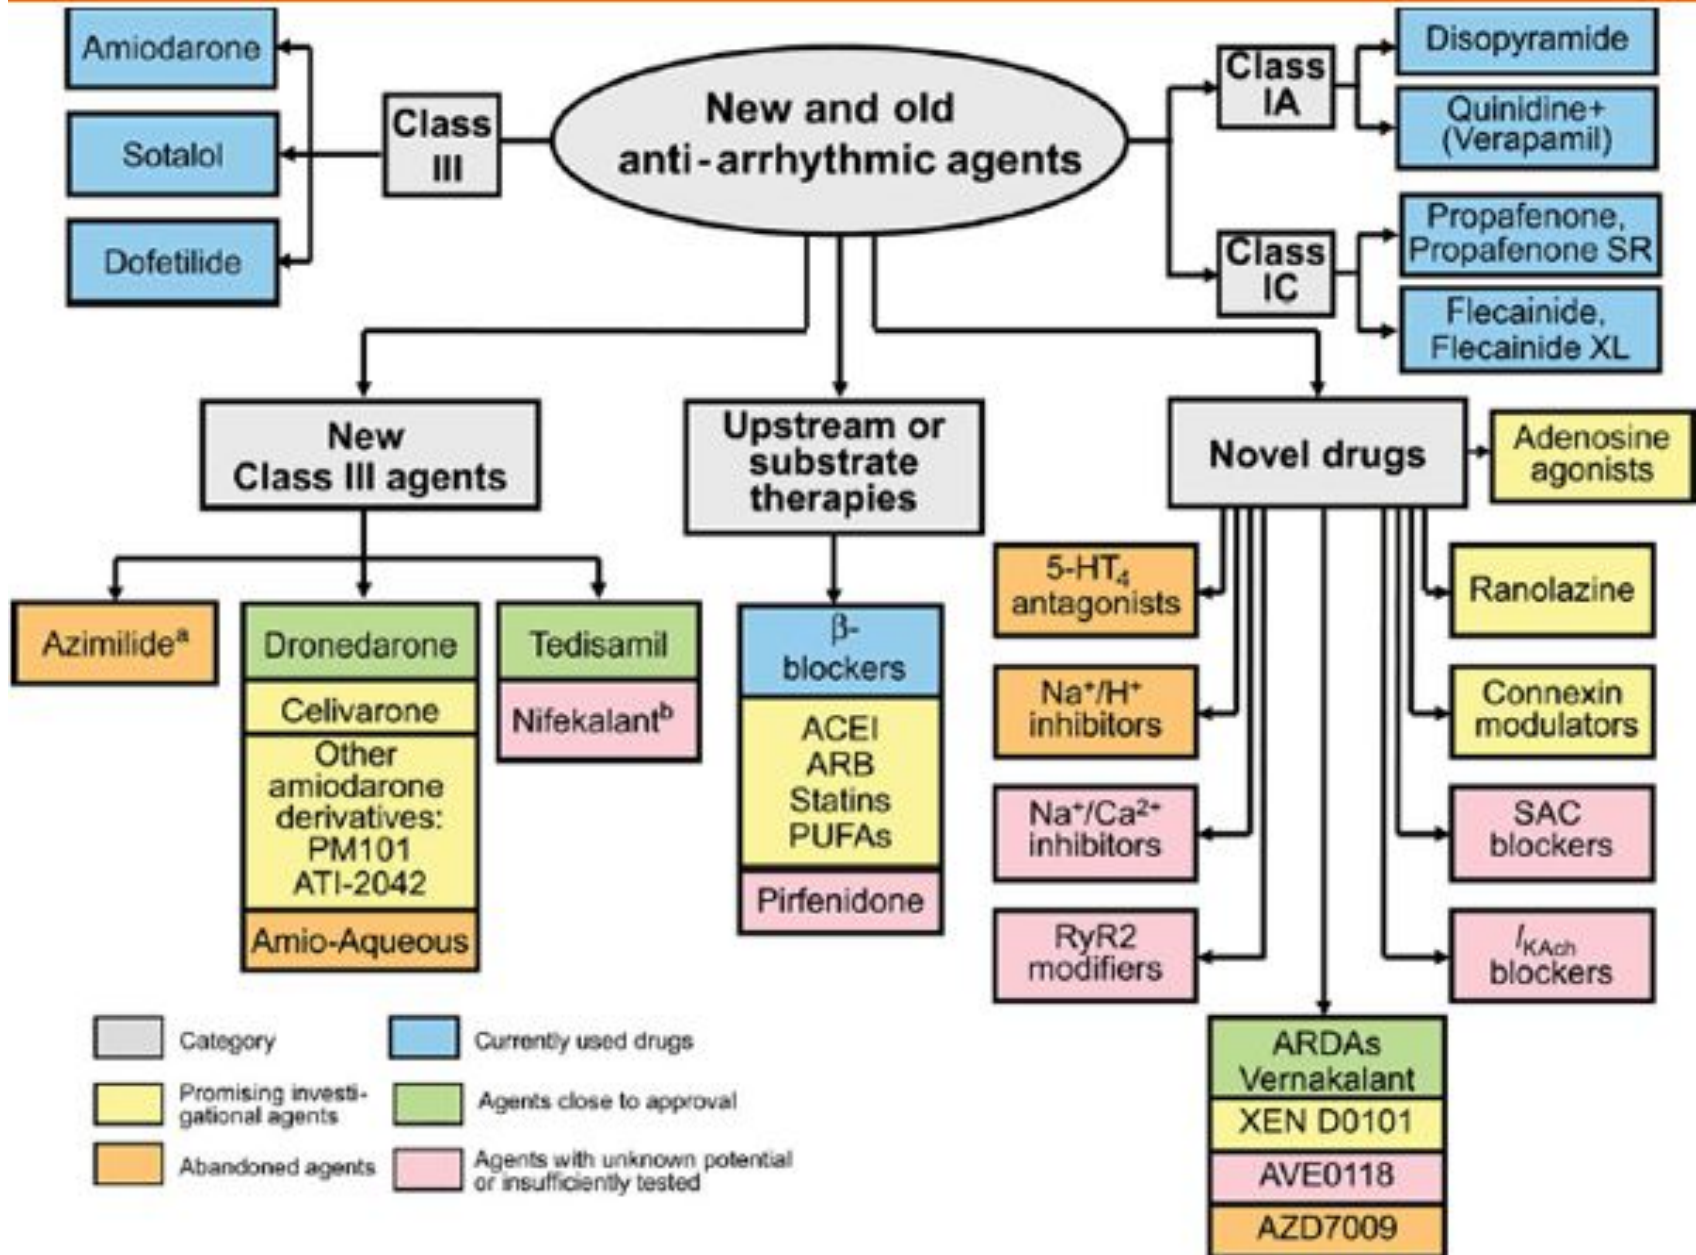 Amiodarone
Sotalol
Dofetilide
Class
III
New and old
anti-arrhythmic agents
Class
IA
Disopyramide
Quinidine+
(Verapamil)
Class
IC
Propafenone,
Propafenone SR
Flecainide,
Flecainide XL
New
Class III agents
Upstream or
substrate
therapies
Novel drugs
Adenosine
agonists
Azimilideᵃ
Dronedarone
Celivarone
Other
amiodarone
derivatives:
PM101
ATI-2042
Amio-Aqueous
Tedisamil
Nifekalantᵇ
β-
blockers
ACEI
ARB
Statins
PUFAs
Pirfenidone
5-HT₄
antagonists
Na⁺/H⁺
inhibitors
Na⁺/Ca²⁺
inhibitors
RyR2
modifiers
Ranolazine
Connexin
modulators
SAC
blockers
IKAch
blockers
ARDAs
Vernakalant
XEN D0101
AVE0118
AZD7009
Category
Currently used drugs
Promising investi-
gational agents
Agents close to approval
Abandoned agents
Agents with unknown potential
or insufficiently tested